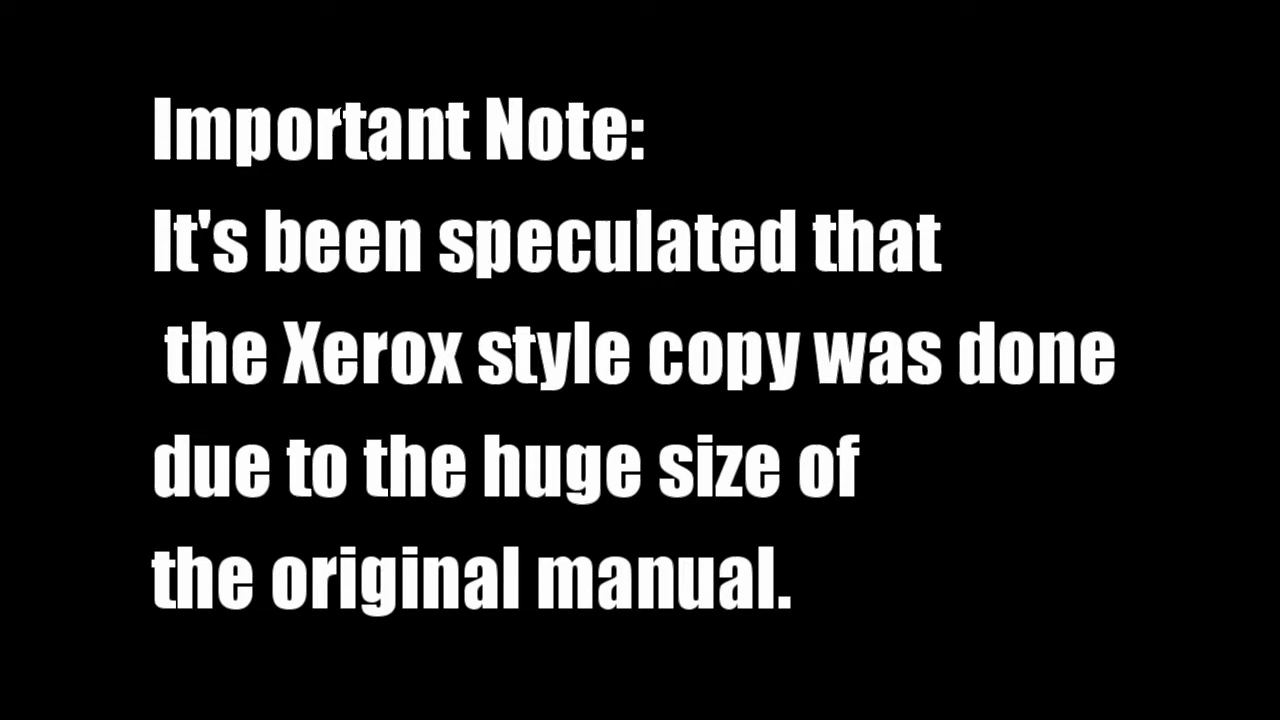 Important Note:
It's been speculated that
the Xerox style copy was done
due to the huge size of
the original manual.